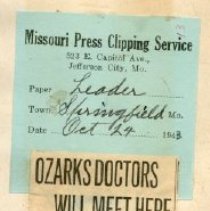 Missouri Press Clipping Service
523 E. Capitol Ave.,
Jefferson City, Mo.
Paper Leader
Town Springfield Mo.
Date Oct 24 1948
OZARKS DOCTORS
WILL MEET HERE